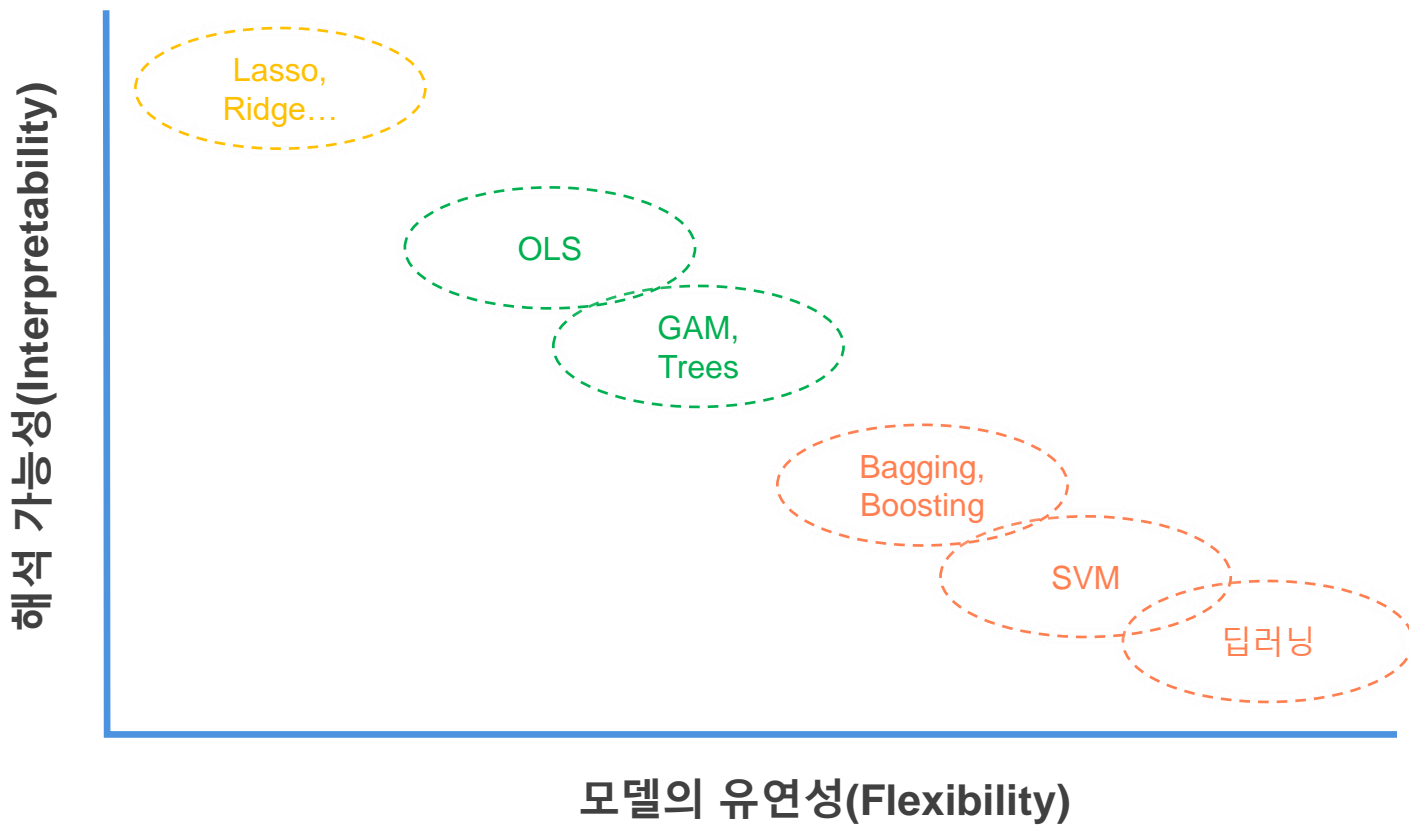 Lasso,
Ridge…
OLS
GAM,
Trees
Bagging,
Boosting
SVM
딥러닝
해석 가능성(Interpretability)
모델의 유연성(Flexibility)